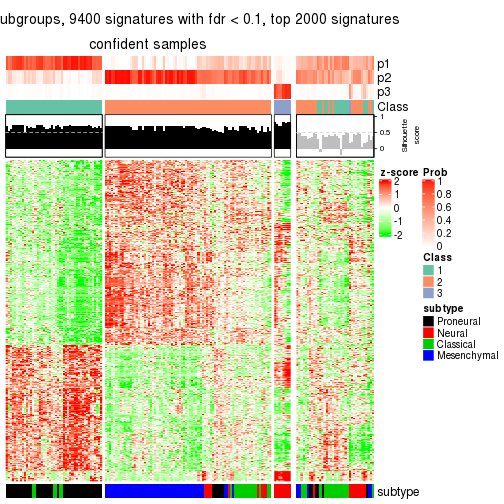 ubgroups, 9400 signatures with fdr < 0.1, top 2000 signatures
confident samples
p1
p2
p3
Class
1
0.5
0
Silhouette
score
z-score
2
1
0
-1
-2
Prob
1
0.8
0.6
0.4
0.2
0
Class
1
2
3
subtype
Proneural
Neural
Classical
Mesenchymal
subtype